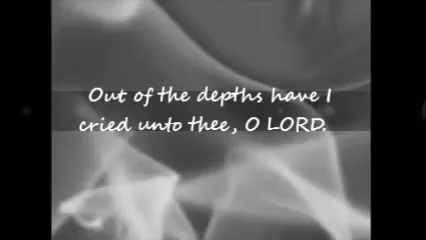 Out of the depths have I
cried unto thee, O LORD.